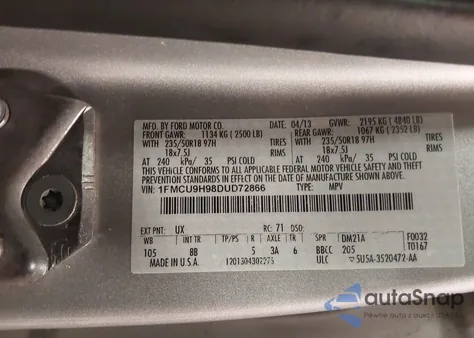 MFD. BY FORD MOTOR CO.
DATE: 04/13 GVWR: 2195 KG (4840 LB)
FRONT GAWR: 1134 KG (2500 LB) REAR GAWR: 1067 KG (2352 LB)
WITH 235/50R18 97H TIRES WITH 235/50R18 97H TIRES
18x7.5J RIMS 18x7.5J RIMS
AT 240 kPa/ 35 PSI COLD AT 240 kPa/ 35 PSI COLD
THIS VEHICLE CONFORMS TO ALL APPLICABLE FEDERAL MOTOR VEHICLE
SAFETY, BUMPER, AND THEFT PREVENTION STANDARDS IN EFFECT ON THE DATE OF
MANUFACTURE SHOWN ABOVE.
VIN: 1FMCU9H98DUD72866 TYPE: MPV
EXT PNT: UX RC: 71 DSO:
WB INT TR TP/PS R AXLE TR SPR DM21A F0032
105 8B 5 3A 6 BBCC 205 T0167
MADE IN U.S.A. ULC 5U5A-3520472-AA
autoSnap